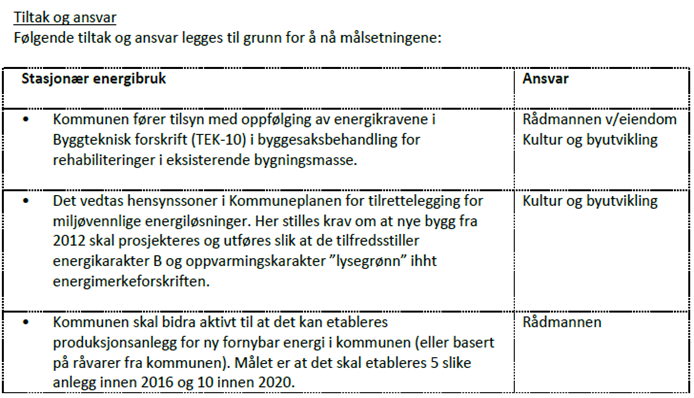 Tiltak og ansvar
Følgende tiltak og ansvar legges til grunn for å nå målsetningene:
Stasjonær energibruk
Ansvar
• Kommunen fører tilsyn med oppfølging av energikravene i
Byggteknisk forskrift (TEK-10) i byggesaksbehandling for
rehabiliteringer i eksisterende bygningsmasse.
Rådmannen v/eiendom
Kultur og byutvikling
• Det vedtas hensynssoner i Kommuneplanen for tilrettelegging for
miljøvennlige energiløsninger. Her stilles krav om at nye bygg fra
2012 skal prosjekteres og utføres slik at de tilfredsstiller
energikarakter B og oppvarmingskarakter ”lysegrønn” ihht
energimerkeforskriften.
Kultur og byutvikling
• Kommunen skal bidra aktivt til at det kan etableres
produksjonsanlegg for ny fornybar energi i kommunen (eller basert
på råvarer fra kommunen). Målet er at det skal etableres 5 slike
anlegg innen 2016 og 10 innen 2020.
Rådmannen